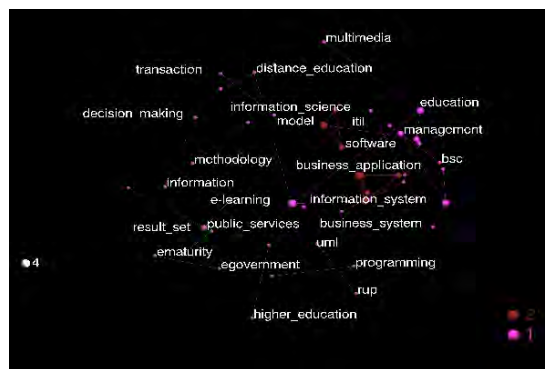 multimedia
transaction
distance_education
decision_making
information_science
education
model
itil
management
software
methodology
business_application
bsc
information
e-learning
information_system
result_set
public_services
business_system
uml
ematurity
egovernment
programming
4
rup
higher_education
2
1